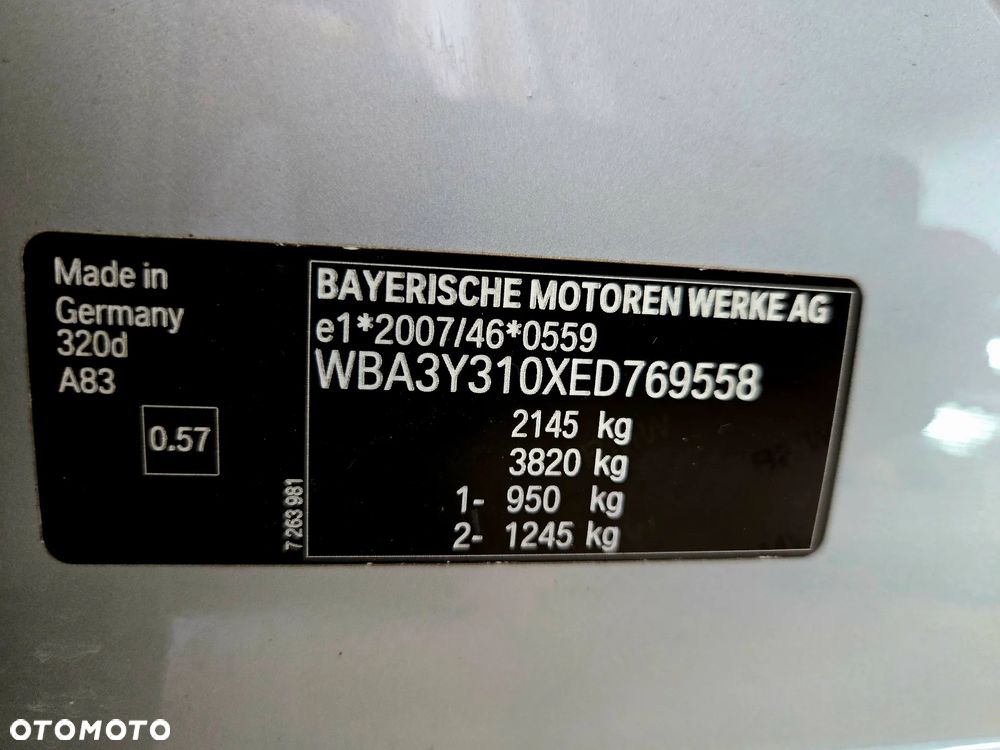 Made in
Germany
320d
A83
0.57
7 263 981
BAYERISCHE MOTOREN WERKE AG
e1*2007/46*0559
WBA3Y310XED769558
2145 kg
3820 kg
1- 950 kg
2- 1245 kg
OTOMOTO